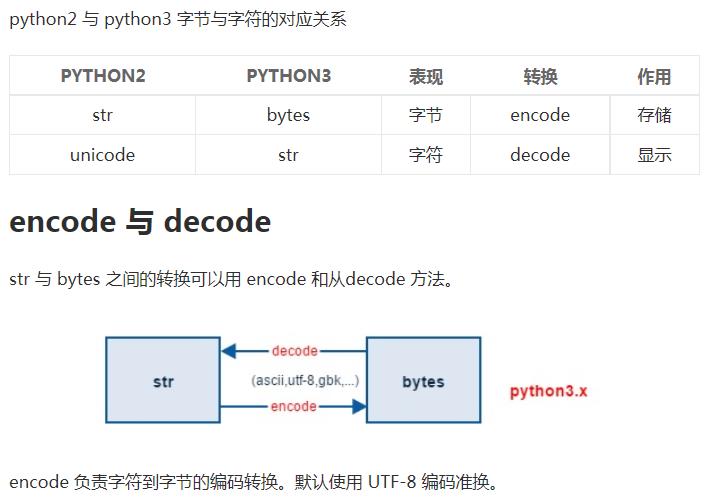 python2 与 python3 字节与字符的对应关系
PYTHON2 PYTHON3 表现 转换 作用
str bytes 字节 encode 存储
unicode str 字符 decode 显示
encode 与 decode
str 与 bytes 之间的转换可以用 encode 和从decode 方法。
decode
str (ascii,utf-8,gbk,...) bytes python3.x
encode
encode 负责字符到字节的编码转换。默认使用 UTF-8 编码准换。